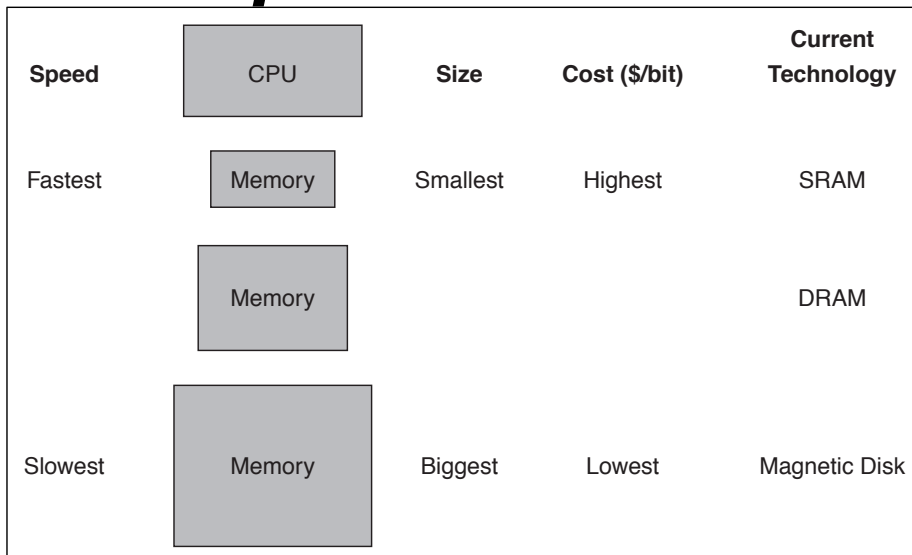 Speed CPU Size Cost ($/bit) Current Technology
Fastest Memory Smallest Highest SRAM
Memory DRAM
Slowest Memory Biggest Lowest Magnetic Disk